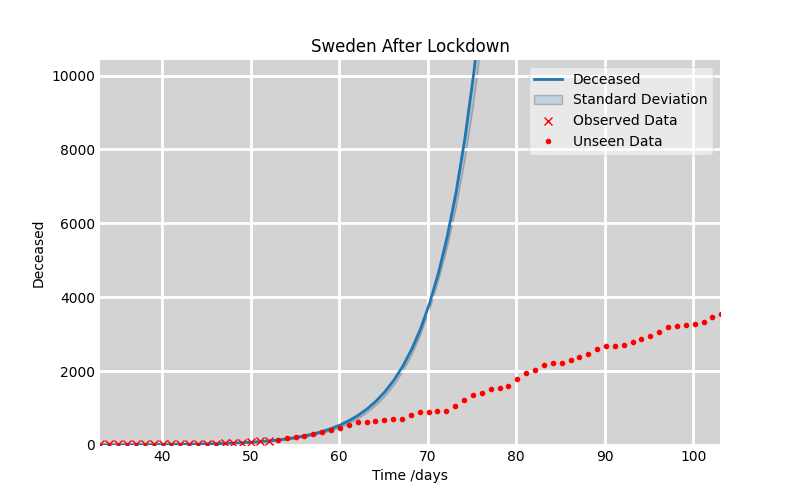 Sweden After Lockdown
Deceased
Standard Deviation
Observed Data
Unseen Data
10000
8000
6000
4000
2000
0
Deceased
40 50 60 70 80 90 100
Time /days